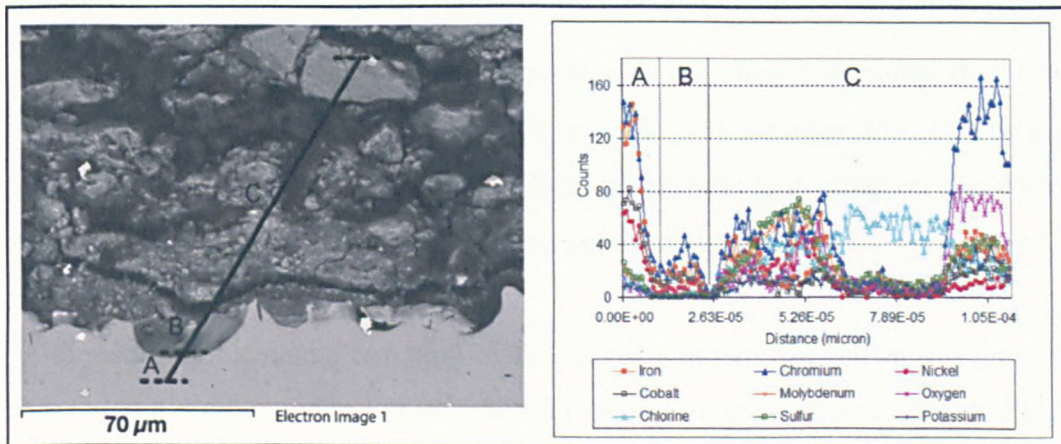 A
B
C
70 µm
Electron Image 1
A
B
C
160
120
80
40
0
Counts
0.00E+00
2.63E-05
5.26E-05
7.89E-05
1.05E-04
Distance (micron)
Iron
Chromium
Nickel
Cobalt
Molybdenum
Oxygen
Chlorine
Sulfur
Potassium